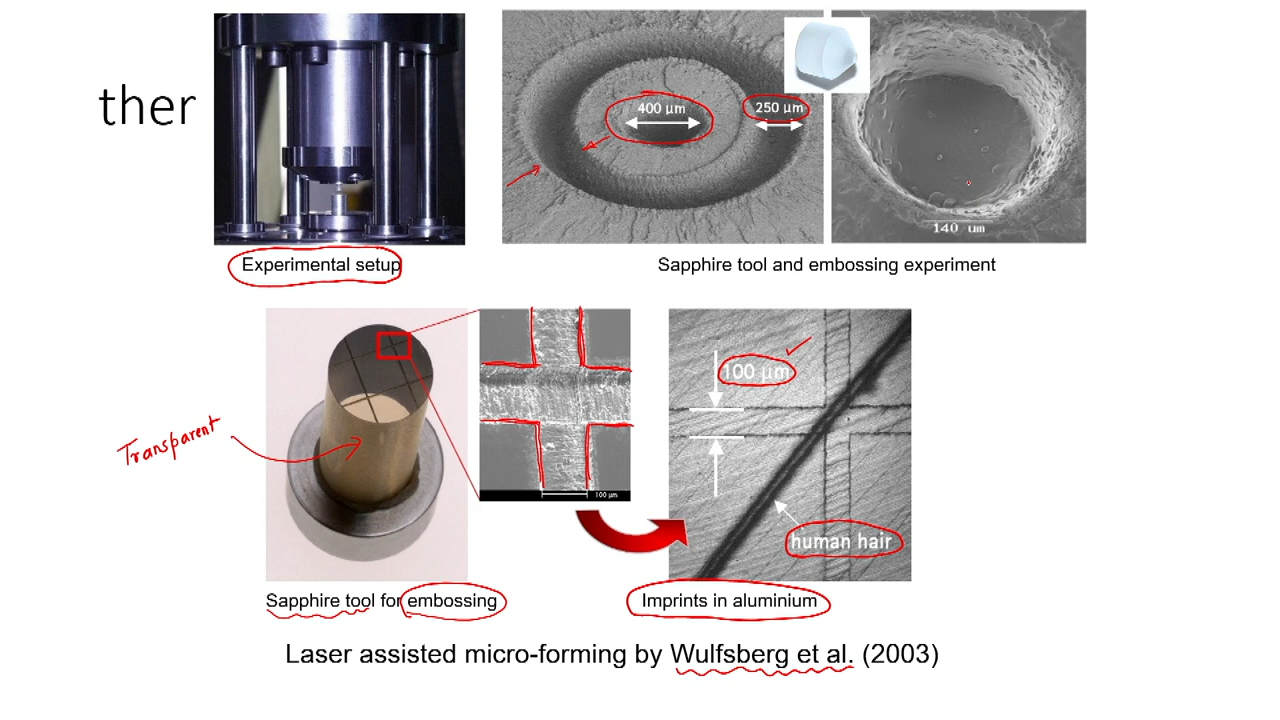 ther
400 µm
250 µm
140 um
Experimental setup
Sapphire tool and embossing experiment
Transparent
100 µm
100 µm
human hair
Sapphire tool for embossing
Imprints in aluminium
Laser assisted micro-forming by Wulfsberg et al. (2003)